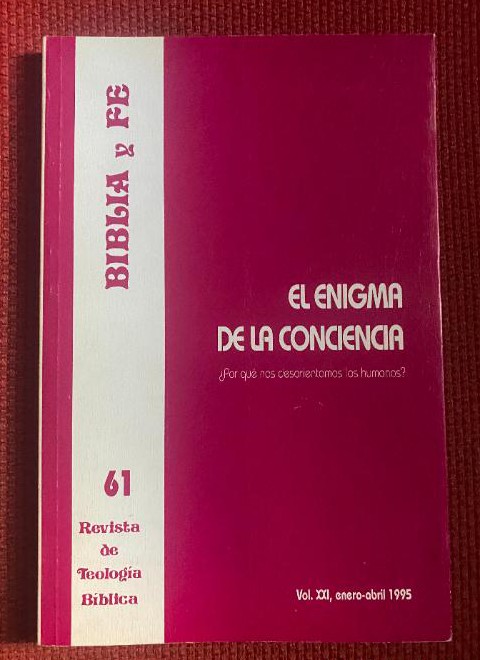 BIBLIA y FE
EL ENIGMA
DE LA CONCIENCIA
¿Por qué nos desorientamos los humanos?
61
Revista
de
Teología
Bíblica
Vol. XXI, enero-abril 1995